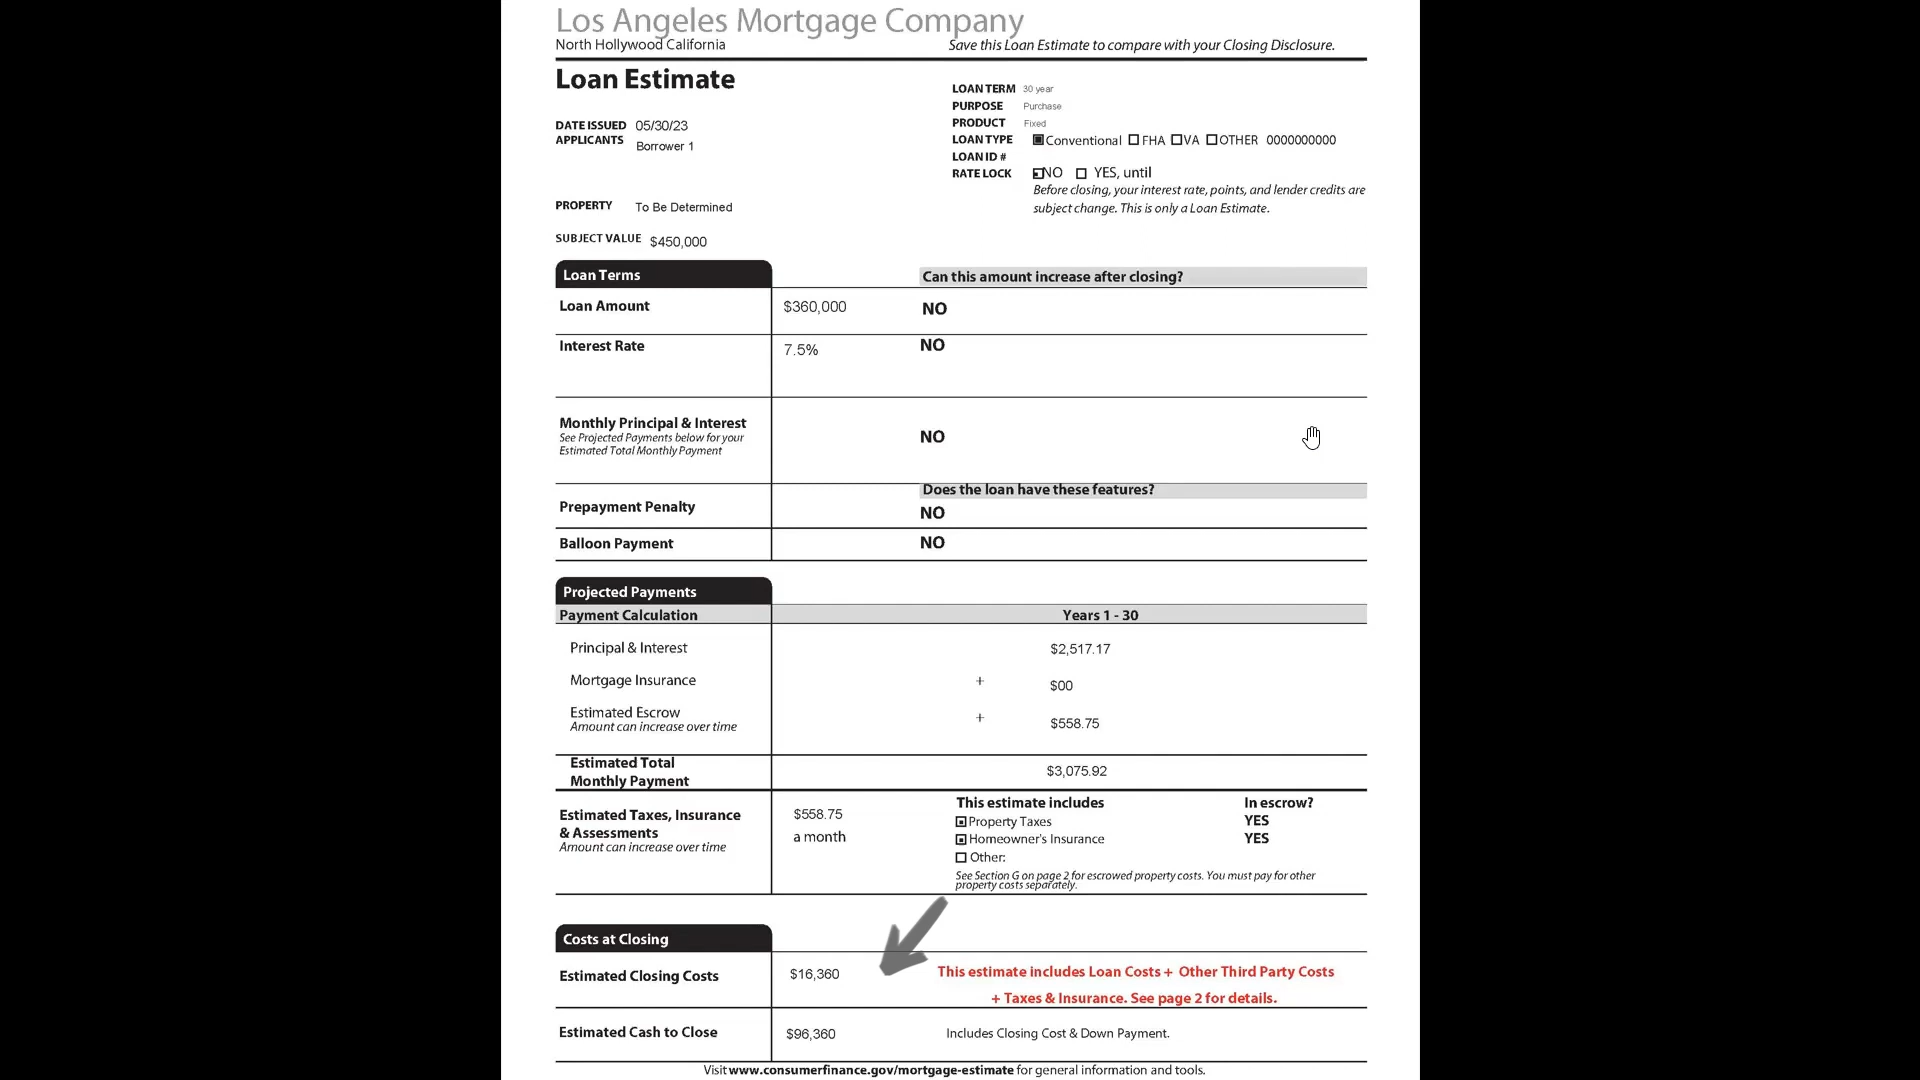 Los Angeles Mortgage Company
North Hollywood California
Save this Loan Estimate to compare with your Closing Disclosure.
Loan Estimate
LOAN TERM 30 year
PURPOSE Purchase
PRODUCT Fixed
DATE ISSUED 05/30/23
APPLICANTS Borrower 1
LOAN TYPE Conventional FHA VA OTHER 0000000000
LOAN ID #
RATE LOCK NO YES, until
Before closing, your interest rate, points, and lender credits are
subject change. This is only a Loan Estimate.
PROPERTY To Be Determined
SUBJECT VALUE $450,000
Loan Terms Can this amount increase after closing?
Loan Amount $360,000 NO
Interest Rate 7.5% NO
Monthly Principal & Interest NO
See Projected Payments below for your
Estimated Total Monthly Payment
Does the loan have these features?
Prepayment Penalty NO
Balloon Payment NO
Projected Payments
Payment Calculation Years 1 - 30
Principal & Interest $2,517.17
Mortgage Insurance + $00
Estimated Escrow + $558.75
Amount can increase over time
Estimated Total
Monthly Payment $3,075.92
Estimated Taxes, Insurance
& Assessments
Amount can increase over time
$558.75
a month
This estimate includes In escrow?
Property Taxes YES
Homeowner's Insurance YES
Other:
See Section G on page 2 for escrowed property costs. You must pay for other
property costs separately.
Costs at Closing
Estimated Closing Costs $16,360 This estimate includes Loan Costs + Other Third Party Costs
+ Taxes & Insurance. See page 2 for details.
Estimated Cash to Close $96,360 Includes Closing Cost & Down Payment.
Visit www.consumerfinance.gov/mortgage-estimate for general information and tools.